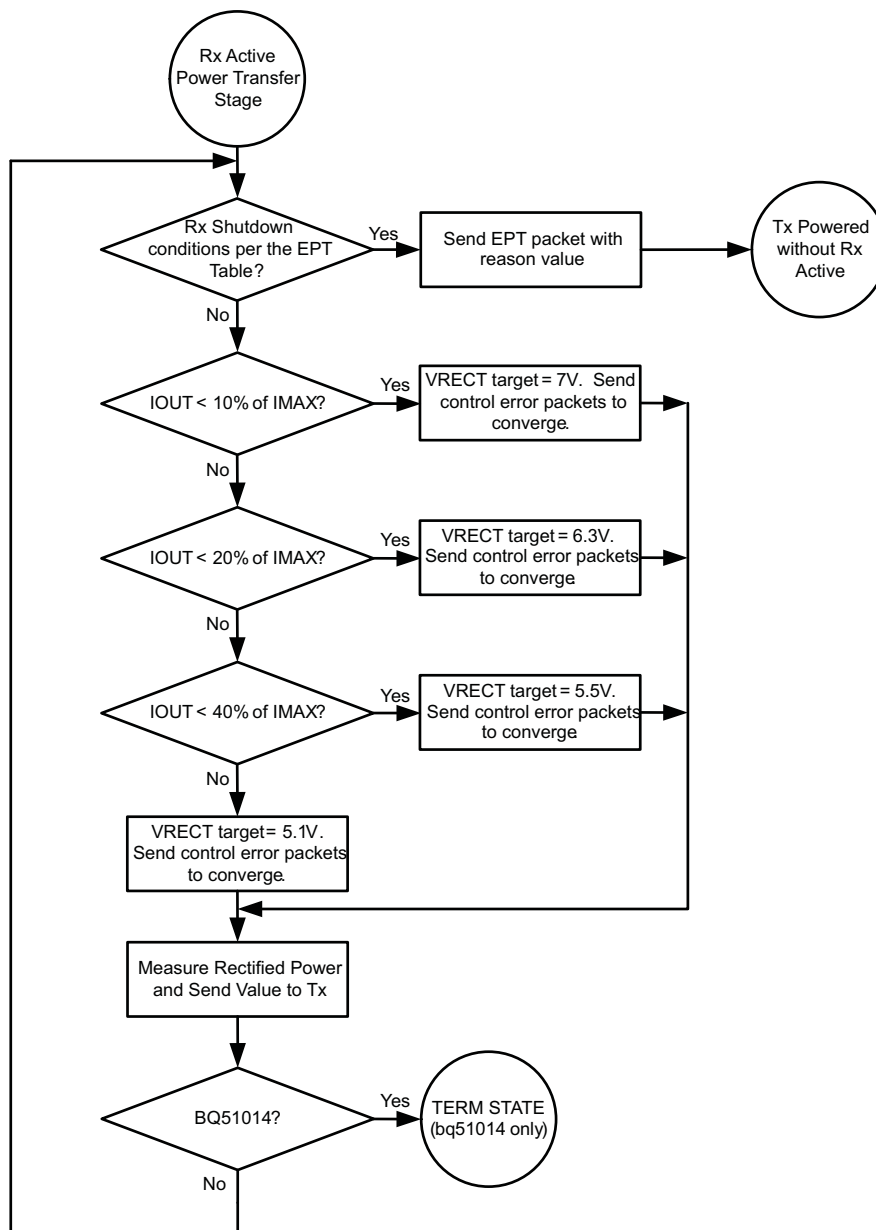 Rx Active
Power Transfer
Stage
Rx Shutdown
conditions per the EPT
Table?
Yes
Send EPT packet with
reason value
Tx Powered
without Rx
Active
No
IOUT < 10% of IMAX?
Yes
VRECT target = 7V.  Send
control error packets to
converge.
No
IOUT < 20% of IMAX?
Yes
VRECT target = 6.3V.
Send control error packets
to converge.
No
IOUT < 40% of IMAX?
Yes
VRECT target = 5.5V.
Send control error packets
to converge.
No
VRECT target = 5.1V.
Send control error packets
to converge.
Measure Rectified Power
and Send Value to Tx
BQ51014?
Yes
TERM STATE
(bq51014 only)
No